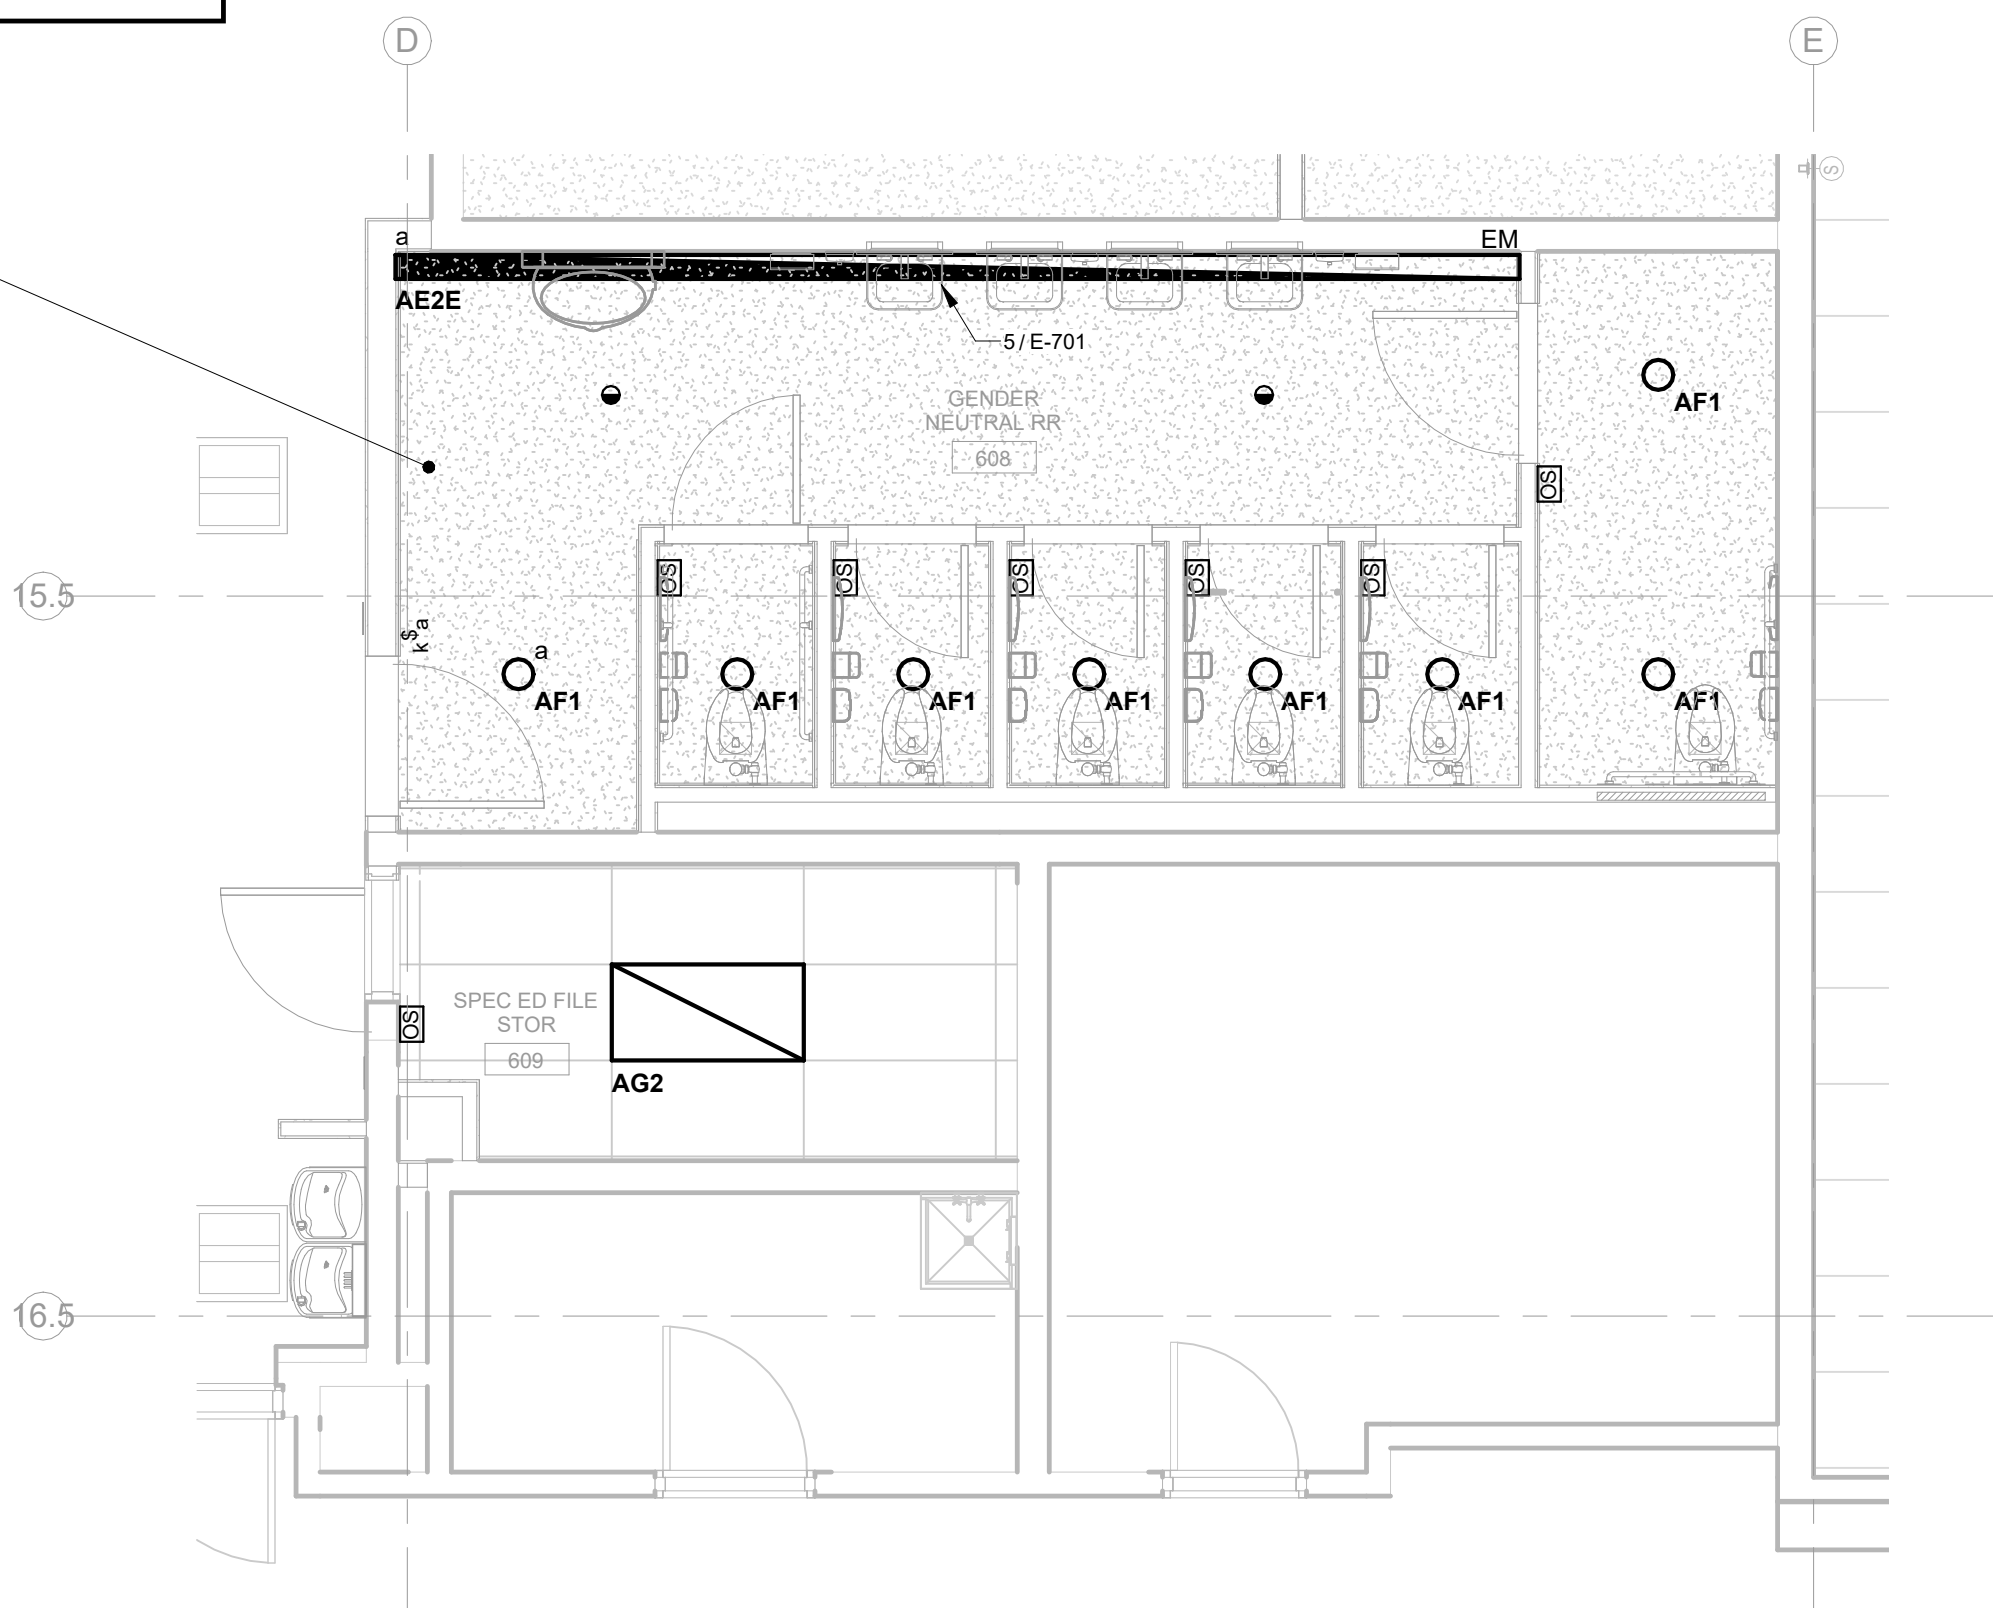 D
E
S
a
EM
AE2E
5 / E-701
GENDER
NEUTRAL RR
608
AF1
OS
OS
OS
OS
OS
OS
15.5
$
k
a
a
AF1
AF1
AF1
AF1
AF1
AF1
AF1
SPEC ED FILE
STOR
609
OS
AG2
16.5